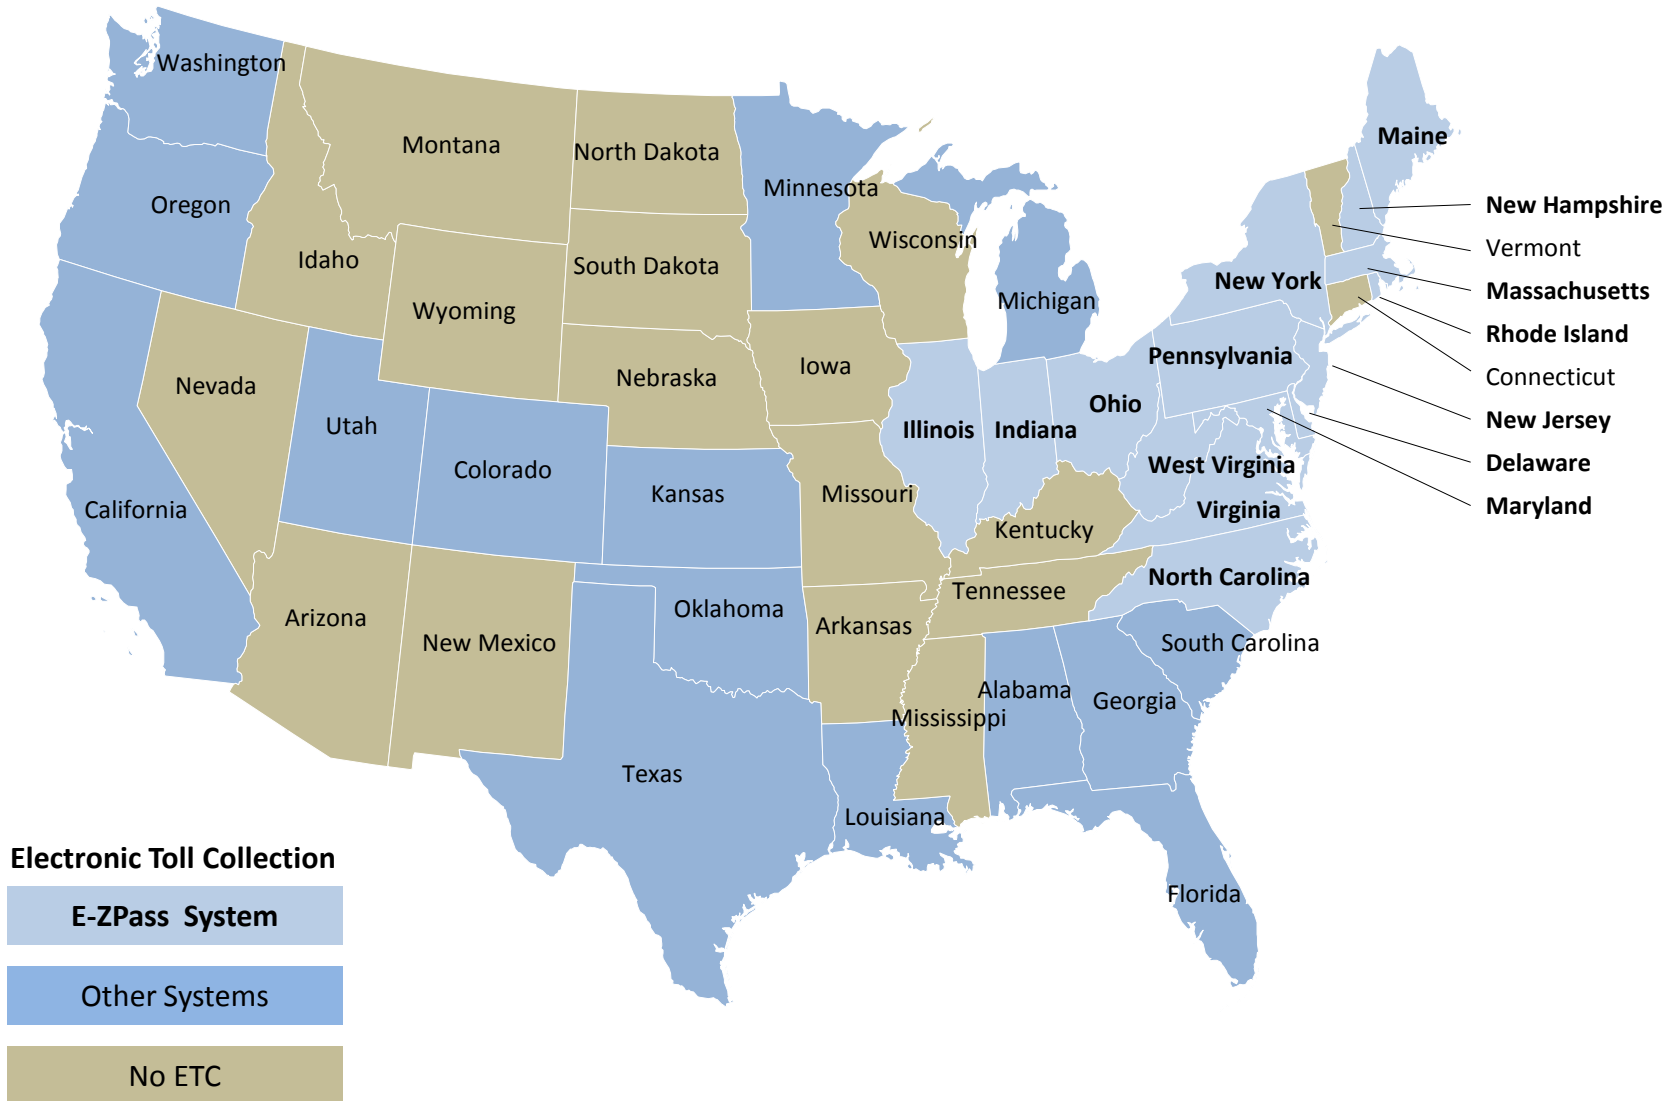 Washington
Montana
North Dakota
Minnesota
Maine
Oregon
Idaho
South Dakota
Wisconsin
New Hampshire
Vermont
Wyoming
Michigan
New York
Massachusetts
Rhode Island
Nevada
Nebraska
Iowa
Pennsylvania
Connecticut
Utah
Colorado
Illinois
Indiana
Ohio
New Jersey
California
Kansas
Missouri
West Virginia
Delaware
Kentucky
Virginia
Maryland
Arizona
New Mexico
Oklahoma
Arkansas
Tennessee
North Carolina
South Carolina
Mississippi
Alabama
Georgia
Texas
Louisiana
Florida
Electronic Toll Collection
E-ZPass System
Other Systems
No ETC